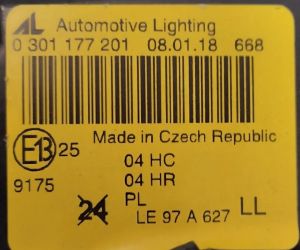 AL Automotive Lighting
0 301 177 201 08.01.18 668
Made in Czech Republic
E13 25
04 HC
9175 04 HR
24 PL
LE 97 A 627 LL